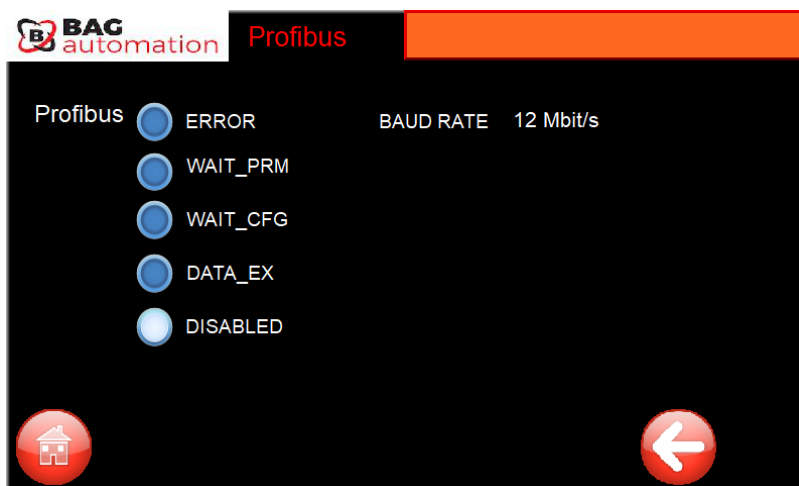 B BAG
automation
Profibus
Profibus
ERROR
BAUD RATE 12 Mbit/s
WAIT_PRM
WAIT_CFG
DATA_EX
DISABLED